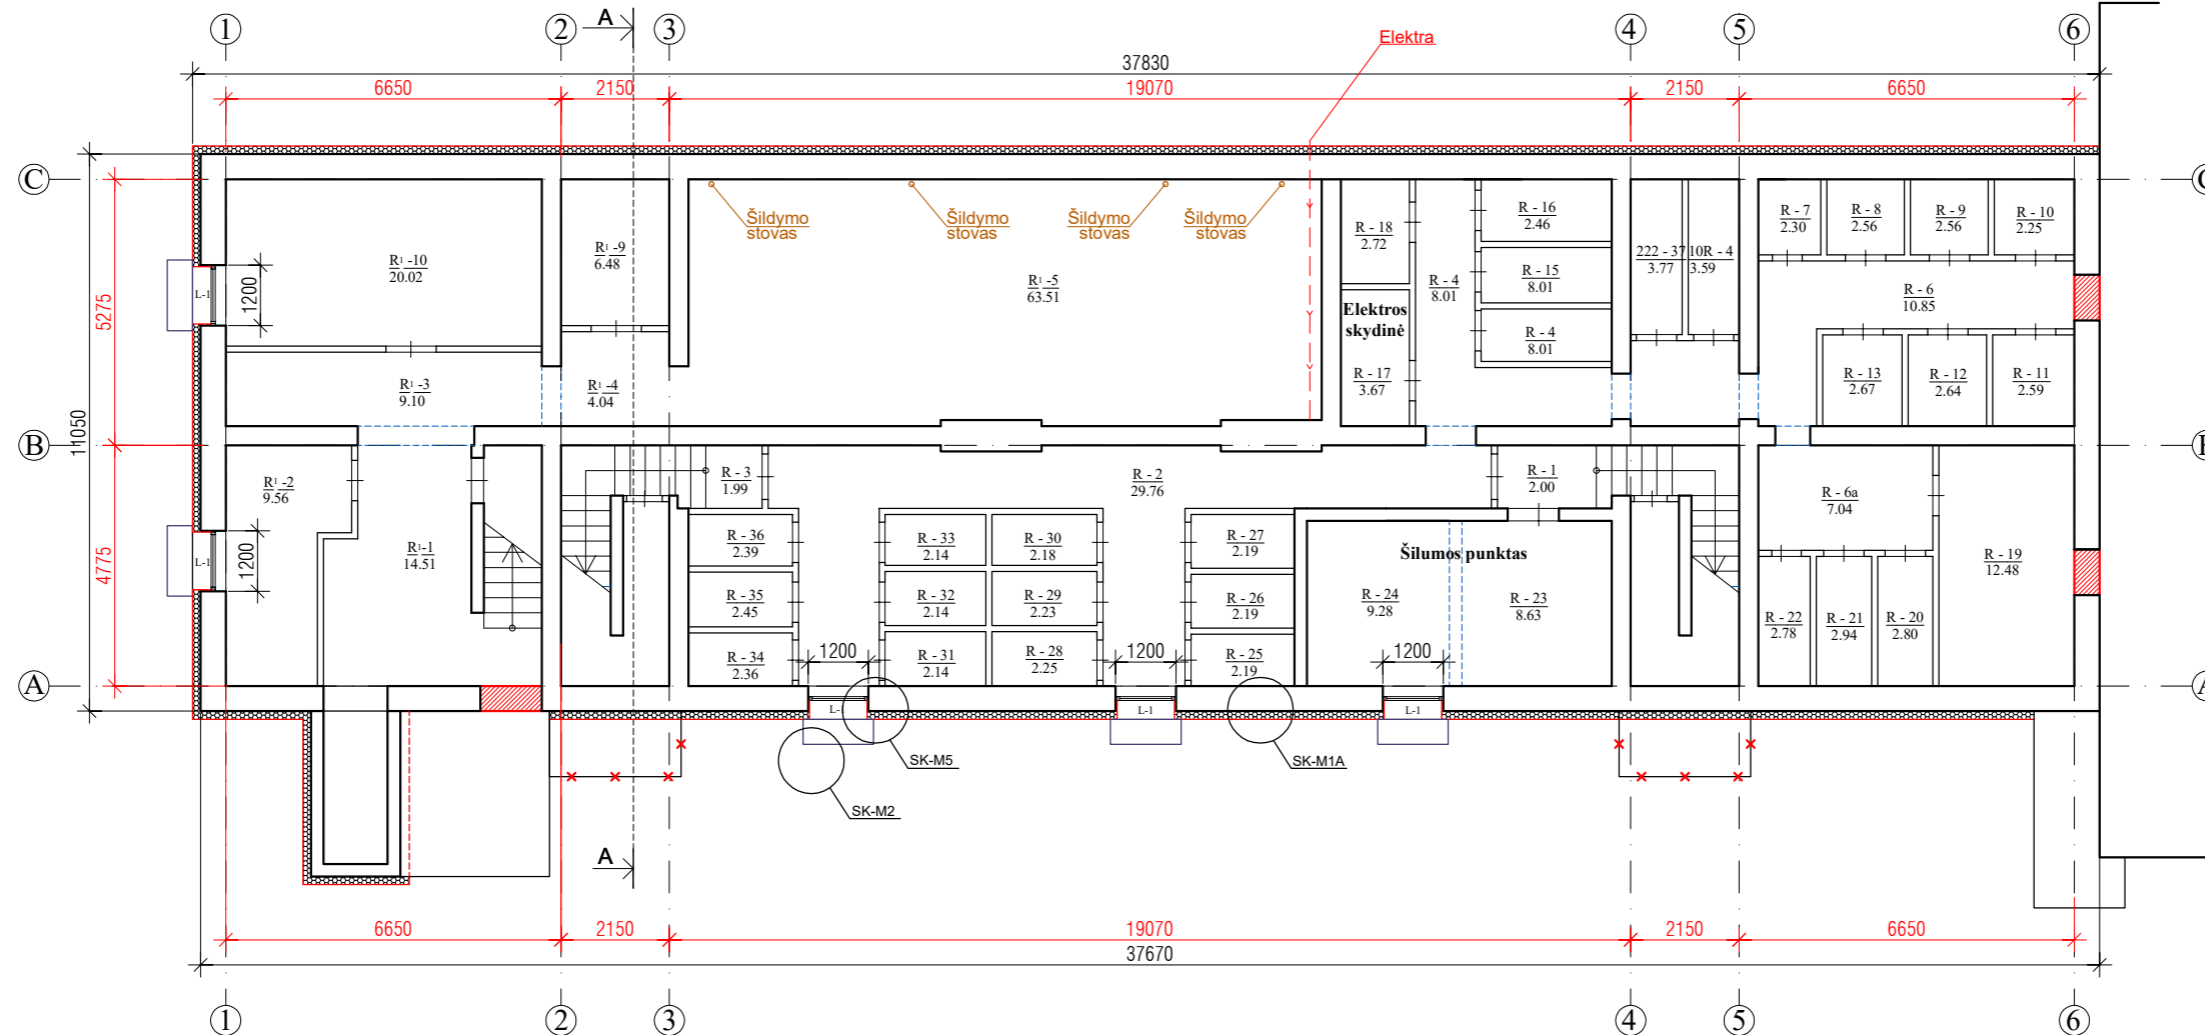 1
2
A
3
4
5
6
Elektra
37830
6650
2150
19070
2150
6650
C
C
Šildymo
stovas
Šildymo
stovas
Šildymo
stovas
Šildymo
stovas
R¹ -10
20.02
R¹ -9
6.48
R¹ -5
63.51
R - 18
2.72
R - 4
8.01
R - 16
2.46
R - 15
8.01
R - 4
8.01
222 - 37
3.77
10R - 4
3.59
R - 7
2.30
R - 8
2.56
R - 9
2.56
R - 10
2.25
R - 6
10.85
L-1
1200
5275
11050
Elektros
skydinė
R - 17
3.67
R - 13
2.67
R - 12
2.64
R - 11
2.59
R¹ -3
9.10
R¹ -4
4.04
B
B
R¹ -2
9.56
R - 3
1.99
R - 2
29.76
R - 1
2.00
R - 6a
7.04
R¹-1
14.51
L-1
1200
4775
R - 36
2.39
R - 33
2.14
R - 30
2.18
R - 27
2.19
Šilumos punktas
R - 19
12.48
R - 35
2.45
R - 32
2.14
R - 29
2.23
R - 26
2.19
R - 24
9.28
R - 23
8.63
R - 22
2.78
R - 21
2.94
R - 20
2.80
R - 34
2.36
R - 31
2.14
R - 28
2.25
R - 25
2.19
1200
1200
1200
A
A
L-1
L-1
L-1
SK-M5
SK-M1A
SK-M2
A
6650
2150
19070
2150
6650
37670
1
2
3
4
5
6